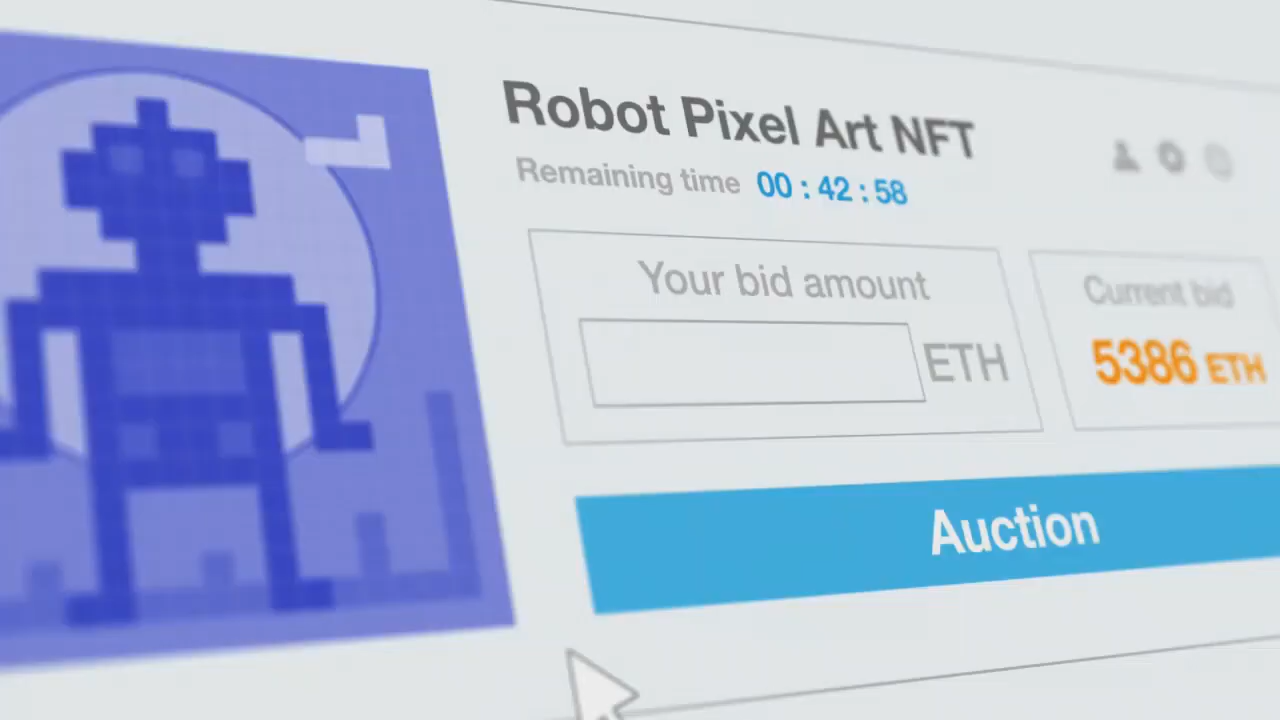 Robot Pixel Art NFT
Remaining time 00 : 42 : 58
Your bid amount
ETH
Current bid
5386 ETH
Auction